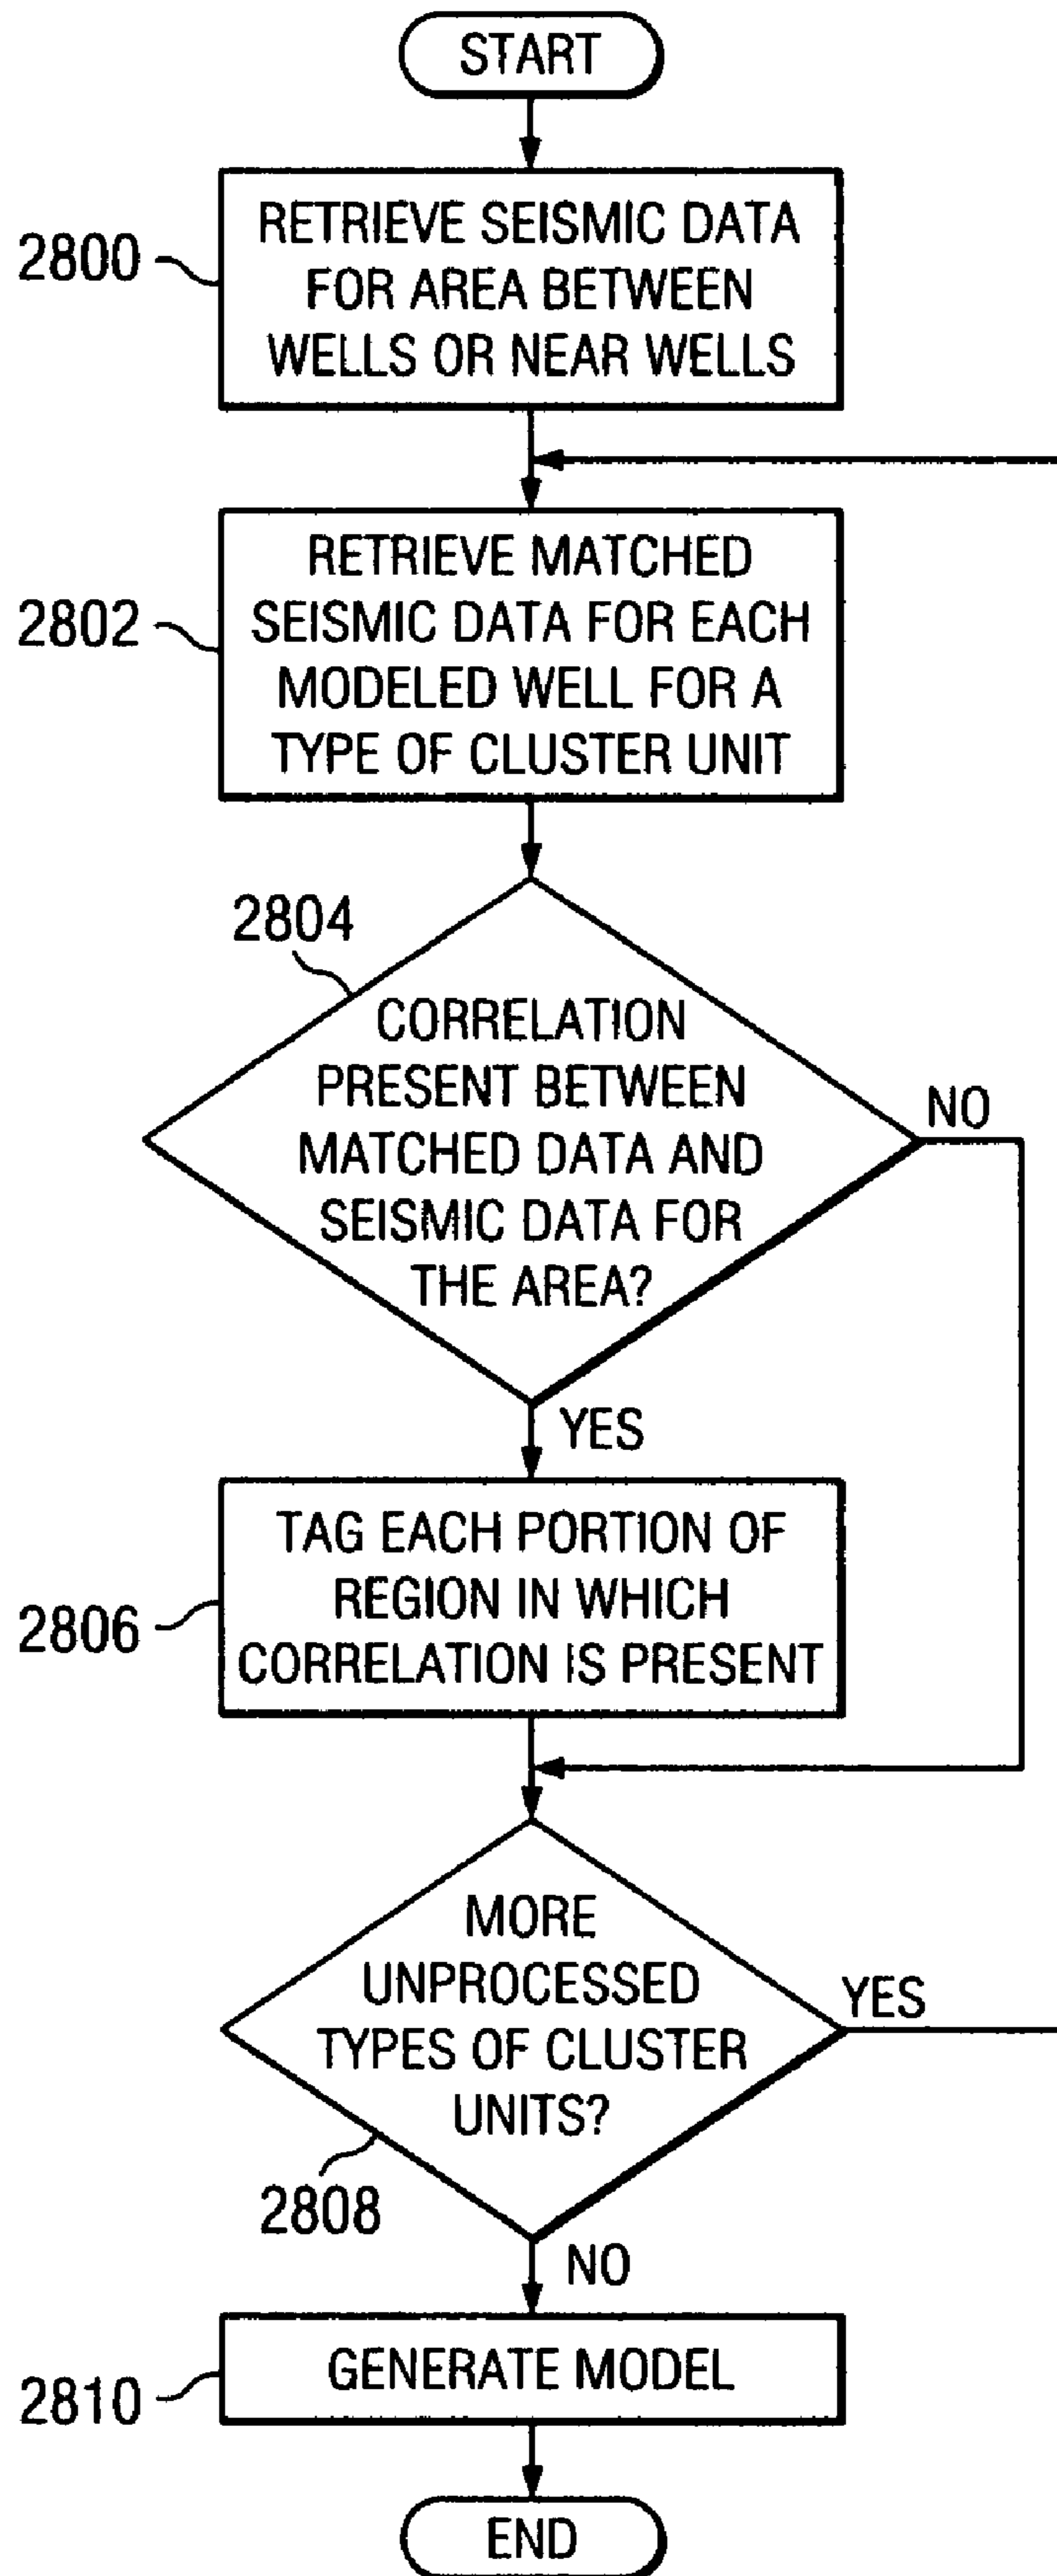 START
2800
RETRIEVE SEISMIC DATA
FOR AREA BETWEEN
WELLS OR NEAR WELLS
2802
RETRIEVE MATCHED
SEISMIC DATA FOR EACH
MODELED WELL FOR A
TYPE OF CLUSTER UNIT
2804
CORRELATION
PRESENT BETWEEN
MATCHED DATA AND
SEISMIC DATA FOR
THE AREA?
NO
YES
2806
TAG EACH PORTION OF
REGION IN WHICH
CORRELATION IS PRESENT
MORE
UNPROCESSED
TYPES OF CLUSTER
UNITS?
YES
2808
NO
2810
GENERATE MODEL
END